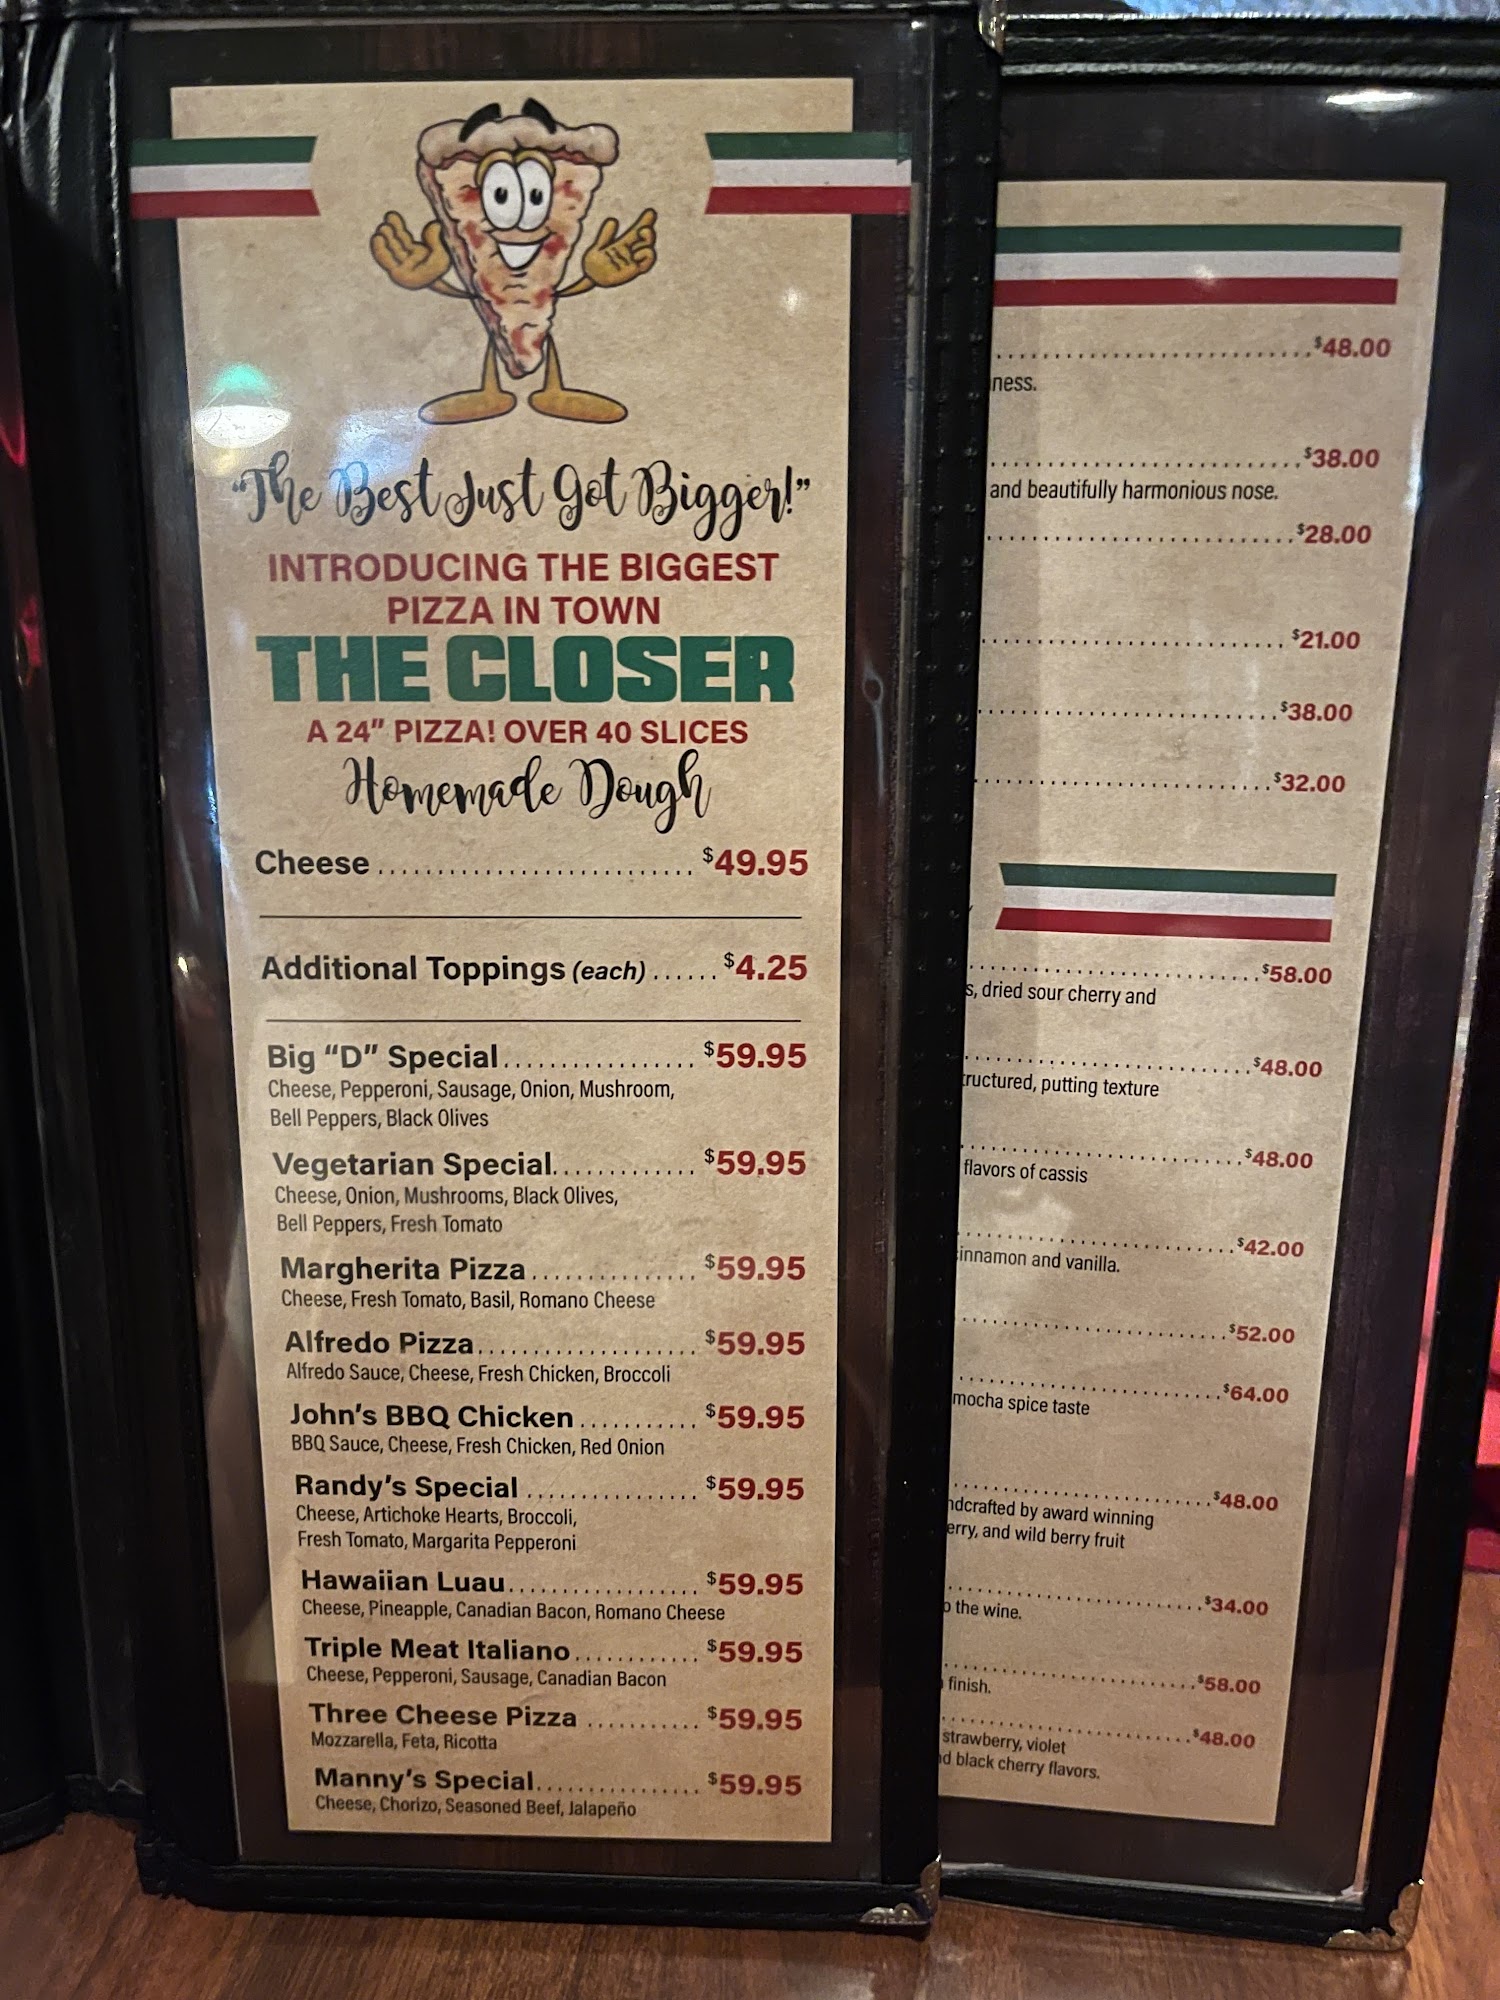 "The Best Just Got Bigger!"
INTRODUCING THE BIGGEST
PIZZA IN TOWN
THE CLOSER
A 24" PIZZA! OVER 40 SLICES
Homemade Dough
Cheese .......................... $49.95
Additional Toppings (each) ...... $4.25
Big "D" Special ................ $59.95
Cheese, Pepperoni, Sausage, Onion, Mushroom,
Bell Peppers, Black Olives
Vegetarian Special ............. $59.95
Cheese, Onion, Mushrooms, Black Olives,
Bell Peppers, Fresh Tomato
Margherita Pizza ............... $59.95
Cheese, Fresh Tomato, Basil, Romano Cheese
Alfredo Pizza ................... $59.95
Alfredo Sauce, Cheese, Fresh Chicken, Broccoli
John's BBQ Chicken ........... $59.95
BBQ Sauce, Cheese, Fresh Chicken, Red Onion
Randy's Special ................ $59.95
Cheese, Artichoke Hearts, Broccoli,
Fresh Tomato, Margarita Pepperoni
Hawaiian Luau .................. $59.95
Cheese, Pineapple, Canadian Bacon, Romano Cheese
Triple Meat Italiano ............ $59.95
Cheese, Pepperoni, Sausage, Canadian Bacon
Three Cheese Pizza ........... $59.95
Mozzarella, Feta, Ricotta
Manny's Special ................ $59.95
Cheese, Chorizo, Seasoned Beef, Jalapeño
$48.00
ness.
$38.00
and beautifully harmonious nose.
$28.00
$21.00
$38.00
$32.00
$58.00
s, dried sour cherry and
$48.00
tructured, putting texture
$48.00
flavors of cassis
$42.00
cinnamon and vanilla.
$52.00
$64.00
mocha spice taste
$48.00
ndcrafted by award winning
erry, and wild berry fruit
$34.00
o the wine.
$58.00
finish.
$48.00
strawberry, violet
nd black cherry flavors.